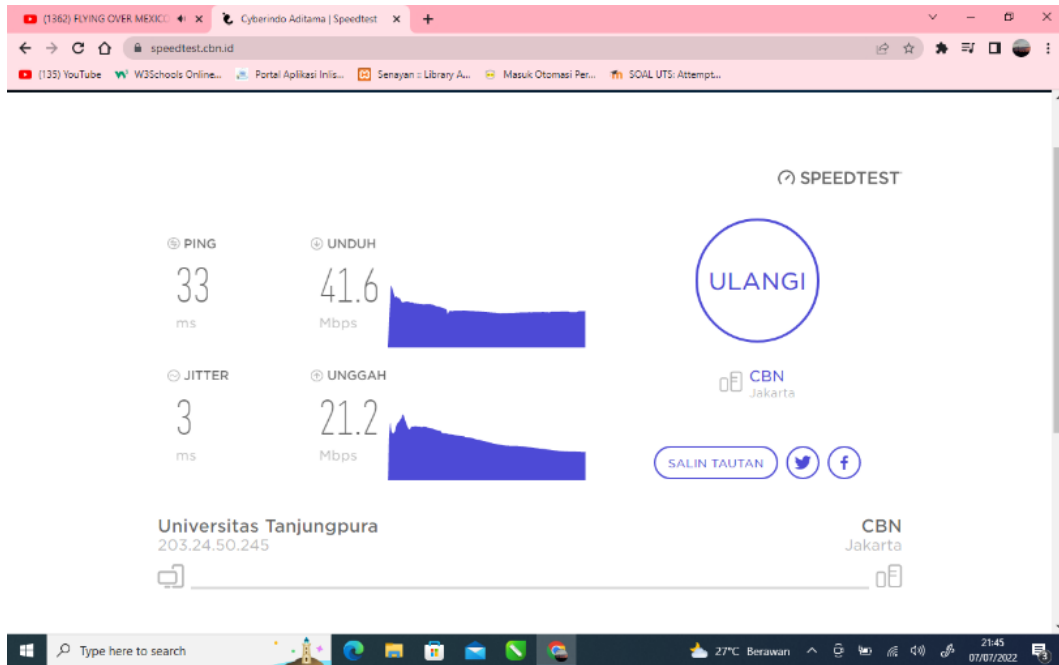 (1362) FLYING OVER MEXICO
Cyberindo Aditama | Speedtest
speedtest.cbn.id
(135) YouTube
W3Schools Online...
Portal Aplikasi Inlis...
Senayan :: Library A...
Masuk Otomasi Per...
SOAL UTS: Attempt...
SPEEDTEST
PING
33
ms
UNDUH
41.6
Mbps
ULANGI
JITTER
3
ms
UNGGAH
21.2
Mbps
CBN
Jakarta
SALIN TAUTAN
Universitas Tanjungpura
203.24.50.245
CBN
Jakarta
Type here to search
27°C Berawan
21:45
07/07/2022
3